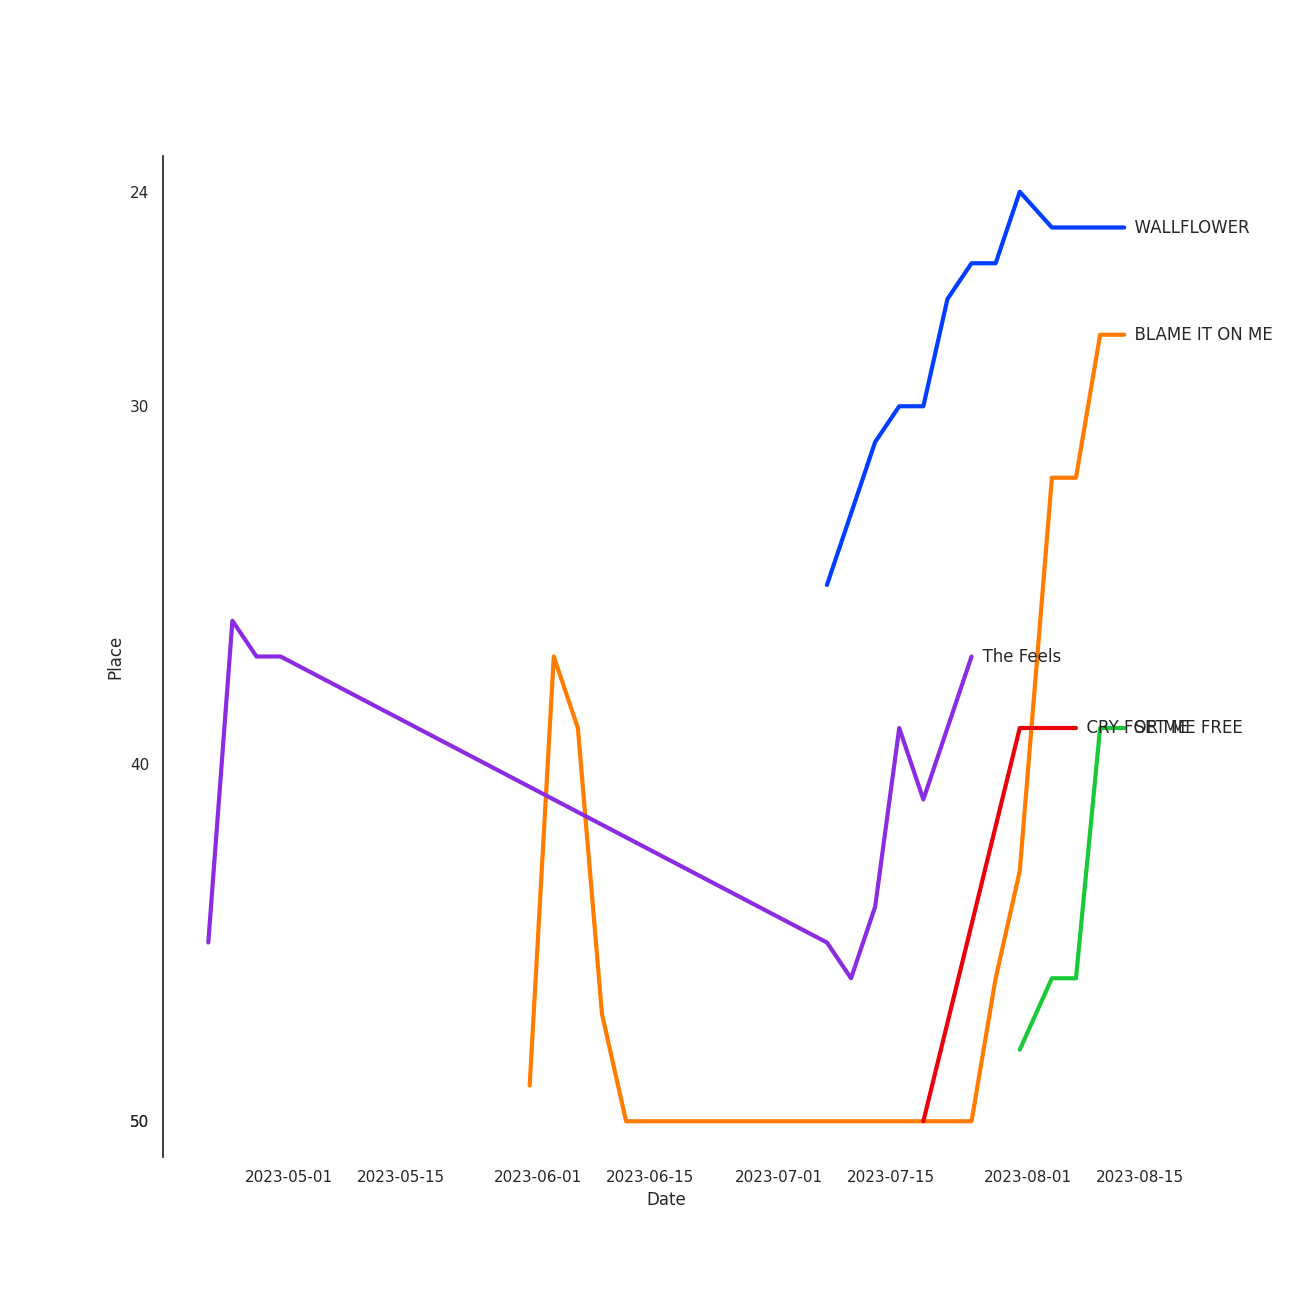 24
WALLFLOWER
BLAME IT ON ME
30
The Feels
Place
CRY FOR ME
SET ME FREE
40
50
2023-05-01
2023-05-15
2023-06-01
2023-06-15
2023-07-01
2023-07-15
2023-08-01
2023-08-15
Date